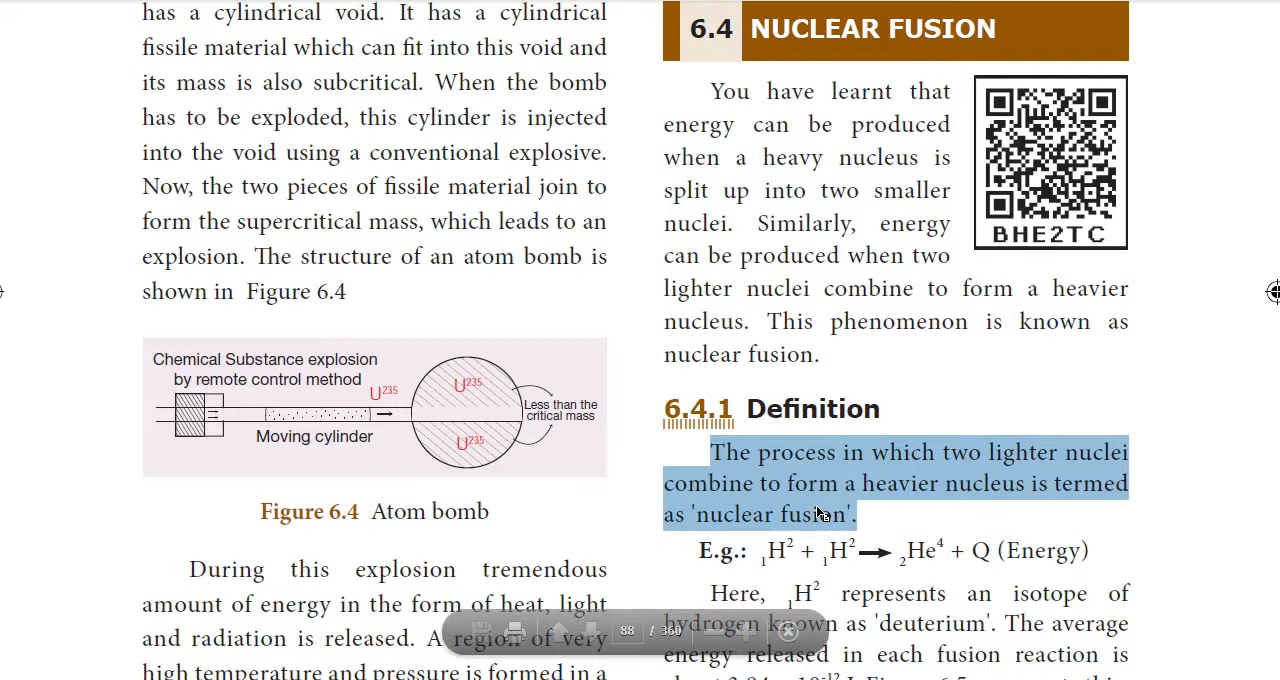 has a cylindrical void. It has a cylindrical
fissile material which can fit into this void and
its mass is also subcritical. When the bomb
has to be exploded, this cylinder is injected
into the void using a conventional explosive.
Now, the two pieces of fissile material join to
form the supercritical mass, which leads to an
explosion. The structure of an atom bomb is
shown in Figure 6.4
Chemical Substance explosion
by remote control method
U²³⁵
U²³⁵
Less than the
critical mass
Moving cylinder
U²³⁵
Figure 6.4 Atom bomb
During this explosion tremendous
amount of energy in the form of heat, light
and radiation is released. A region of very
high temperature and pressure is formed in a
6.4 NUCLEAR FUSION
You have learnt that
energy can be produced
when a heavy nucleus is
split up into two smaller
nuclei. Similarly, energy
can be produced when two
BHE2TC
lighter nuclei combine to form a heavier
nucleus. This phenomenon is known as
nuclear fusion.
6.4.1 Definition
The process in which two lighter nuclei
combine to form a heavier nucleus is termed
as 'nuclear fusion'.
E.g.: ₁H² + ₁H² ⟶ ₂He⁴ + Q (Energy)
Here, ₁H² represents an isotope of
hydrogen known as 'deuterium'. The average
energy released in each fusion reaction is
88 / 360